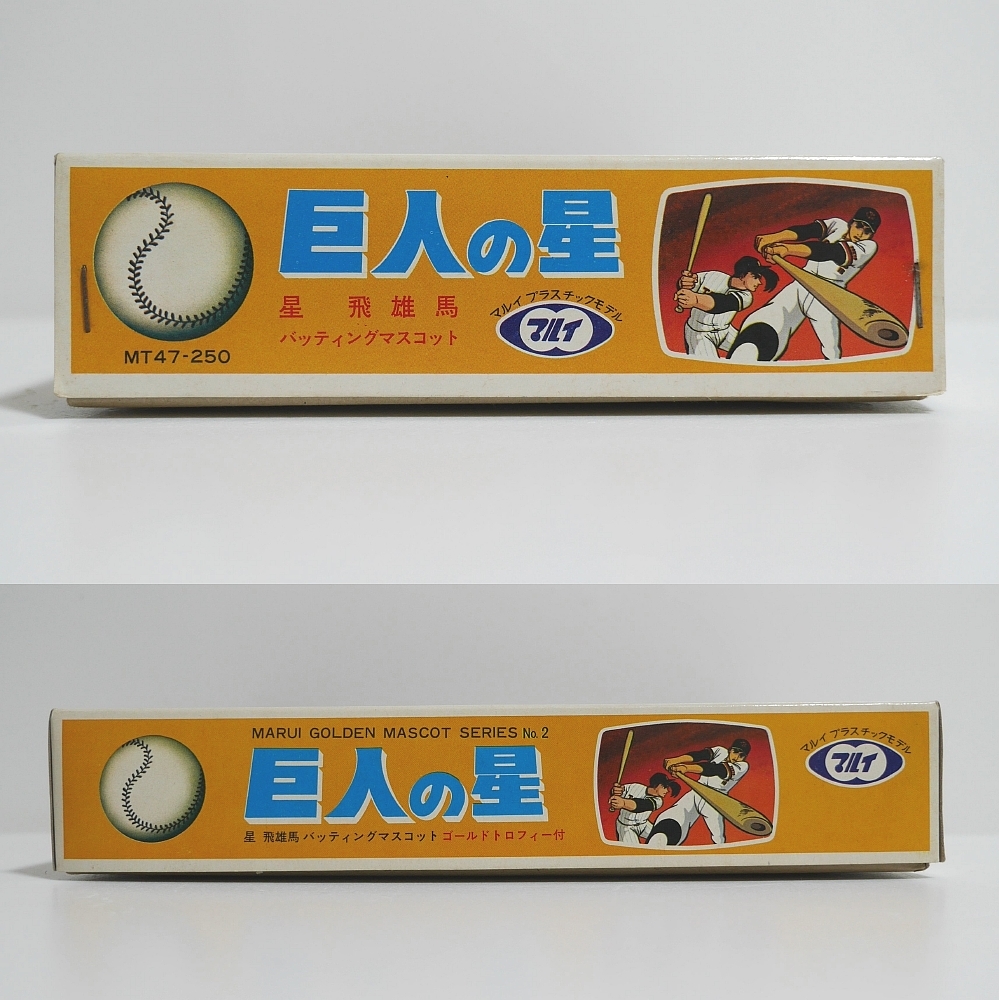 巨人の星
星 飛雄馬
バッティングマスコット
マルイ プラスチックモデル
マルイ
MT47-250
MARUI GOLDEN MASCOT SERIES No.2
巨人の星
星 飛雄馬 バッティングマスコット ゴールドトロフィー付
マルイ プラスチックモデル
マルイ